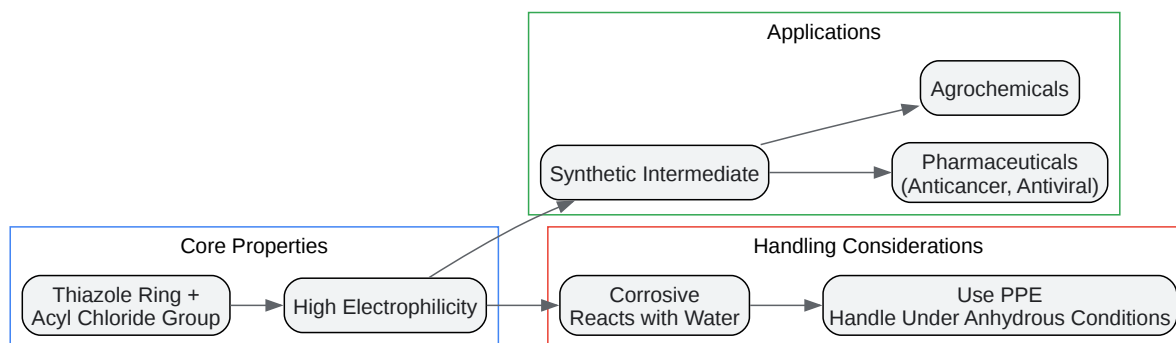 Applications
Agrochemicals
Synthetic Intermediate
Pharmaceuticals
(Anticancer, Antiviral)
Core Properties
Thiazole Ring +
Acyl Chloride Group
High Electrophilicity
Handling Considerations
Corrosive
Reacts with Water
Use PPE
Handle Under Anhydrous Conditions